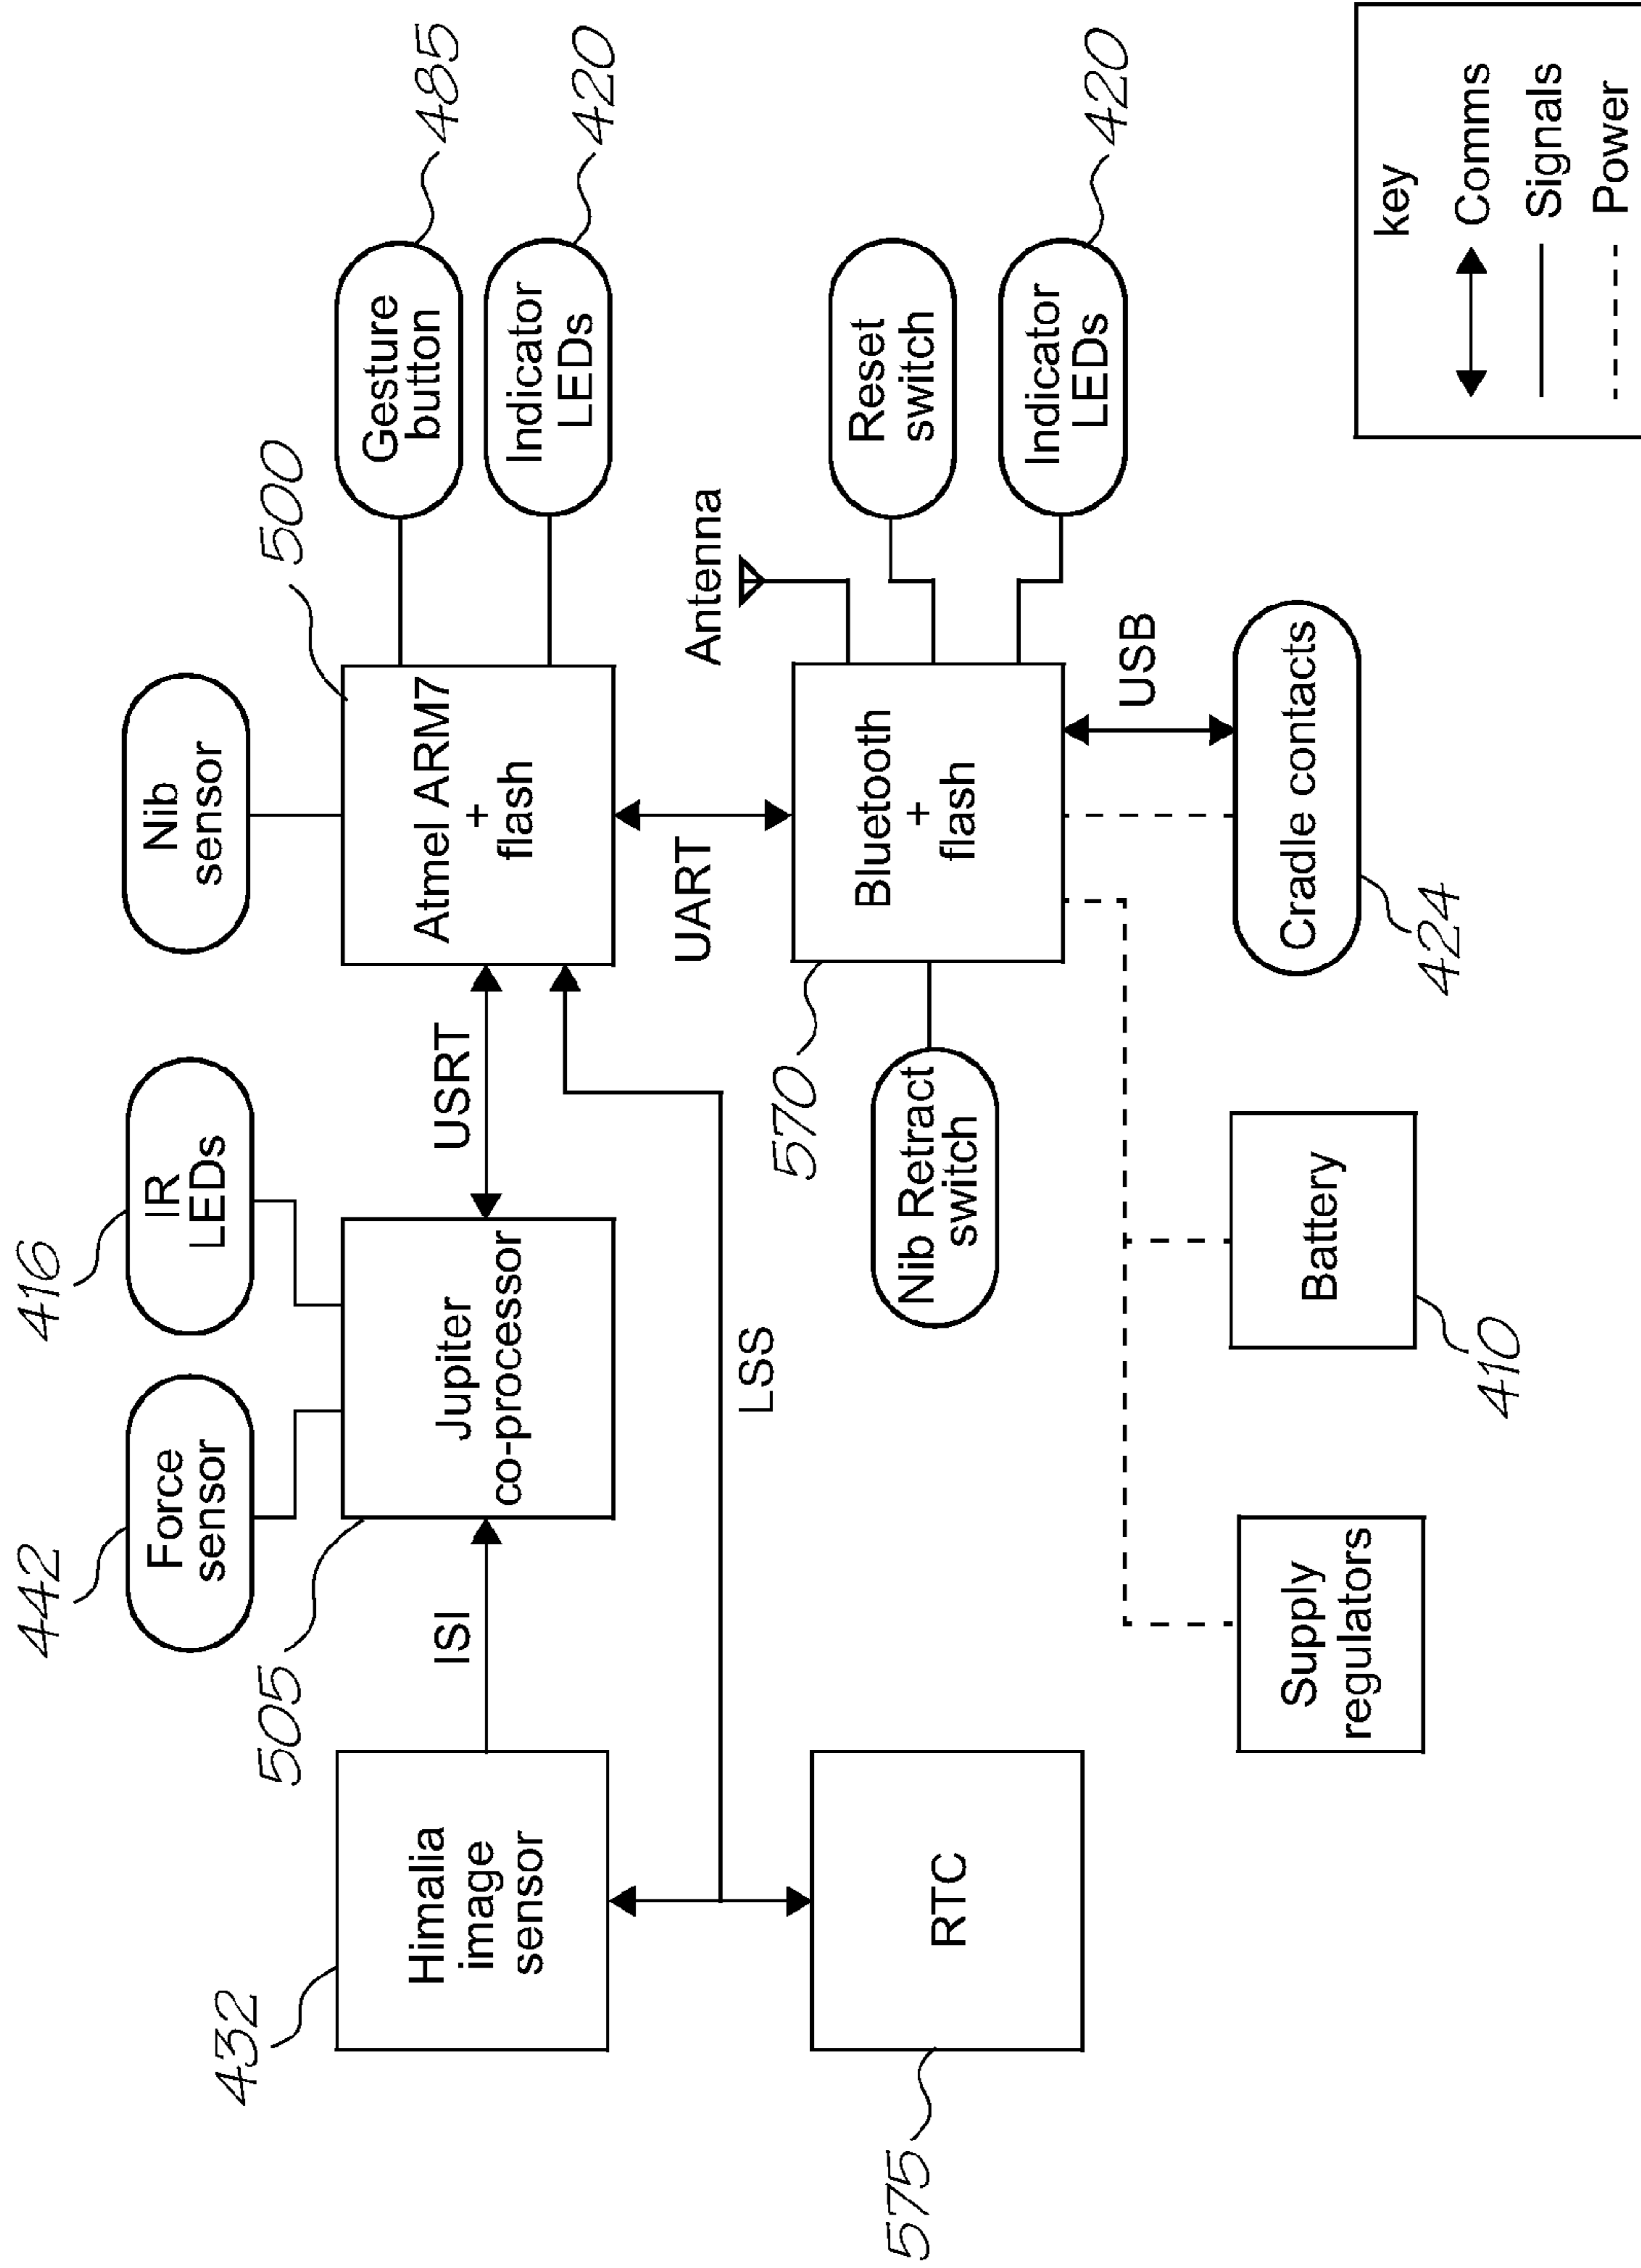 442
416
Force
sensor
IR
LEDs
Nib
sensor
432
505
500
Himalia
image
sensor
ISI
Jupiter
co-processor
USRT
Atmel ARM7
+
flash
Gesture
button
485
Indicator
LEDs
420
LSS
UART
Antenna
575
RTC
570
Nib Retract
switch
Bluetooth
+
flash
Reset
switch
Indicator
LEDs
420
USB
Supply
regulators
Battery
410
Cradle contacts
424
key
Comms
Signals
Power